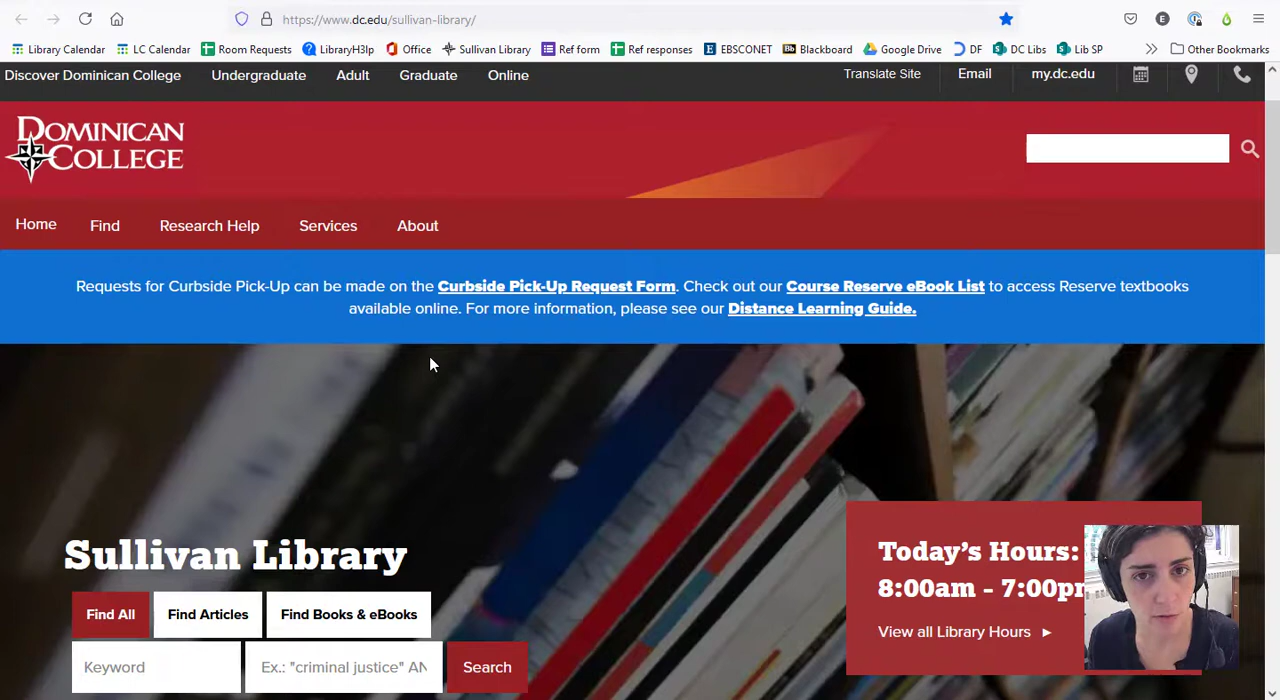 https://www.dc.edu/sullivan-library/
Library Calendar LC Calendar Room Requests LibraryH3lp Office Sullivan Library Ref form Ref responses EBSCONET Blackboard Google Drive DF DC Libs Lib SP Other Bookmarks
Discover Dominican College Undergraduate Adult Graduate Online Translate Site Email my.dc.edu
DOMINICAN
COLLEGE
Home Find Research Help Services About
Requests for Curbside Pick-Up can be made on the Curbside Pick-Up Request Form. Check out our Course Reserve eBook List to access Reserve textbooks
available online. For more information, please see our Distance Learning Guide.
Sullivan Library
Find All Find Articles Find Books & eBooks
Keyword Ex.: "criminal justice" AN Search
Today's Hours:
8:00am - 7:00pm
View all Library Hours ►